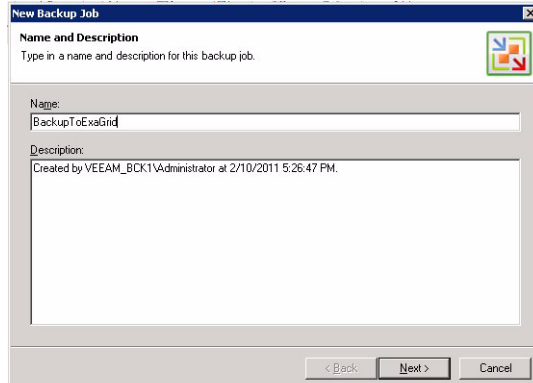 New Backup Job
Name and Description
Type in a name and description for this backup job.
Name:
BackupToExaGrid
Description:
Created by VEEAM_BCK1\Administrator at 2/10/2011 5:26:47 PM.
< Back
Next >
Cancel